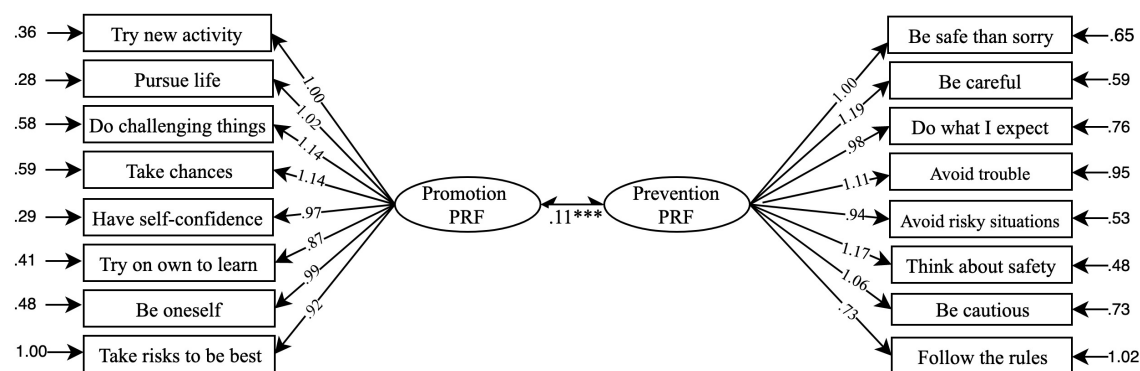 .36 Try new activity 1.00
.28 Pursue life 1.02
.58 Do challenging things 1.14
.59 Take chances 1.14
.29 Have self-confidence .97
.41 Try on own to learn .87
.48 Be oneself .99
1.00 Take risks to be best .92
Promotion
PRF
.11***
Prevention
PRF
1.00 Be safe than sorry .65
1.19 Be careful .59
.98 Do what I expect .76
1.11 Avoid trouble .95
.94 Avoid risky situations .53
1.17 Think about safety .48
1.06 Be cautious .73
.73 Follow the rules 1.02